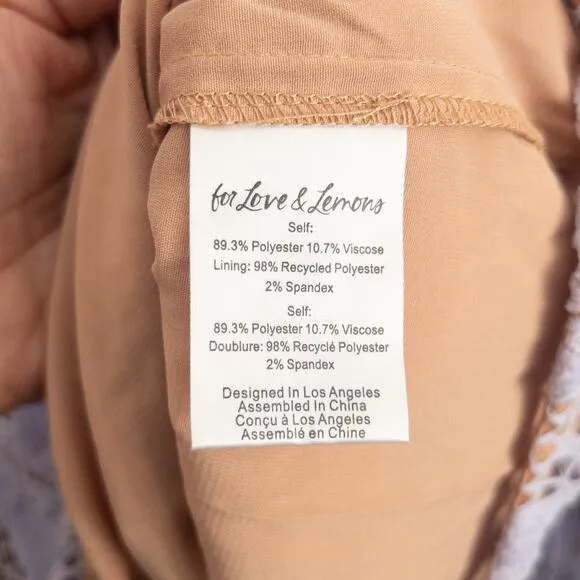 for Love & Lemons
Self:
89.3% Polyester 10.7% Viscose
Lining: 98% Recycled Polyester
2% Spandex
Self:
89.3% Polyester 10.7% Viscose
Doublure: 98% Recyclé Polyester
2% Spandex
Designed In Los Angeles
Assembled In China
Conçu à Los Angeles
Assemblé en Chine